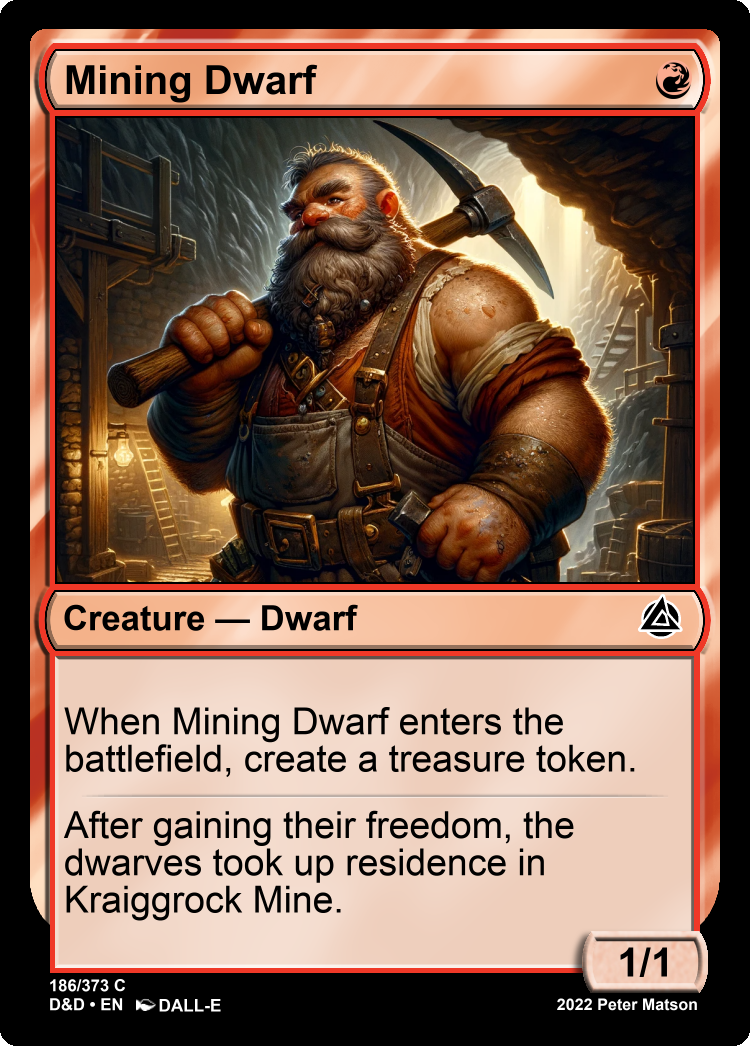 Mining Dwarf
Creature — Dwarf
When Mining Dwarf enters the
battlefield, create a treasure token.
After gaining their freedom, the
dwarves took up residence in
Kraiggrock Mine.
1/1
186/373 C
D&D • EN DALL-E
2022 Peter Matson